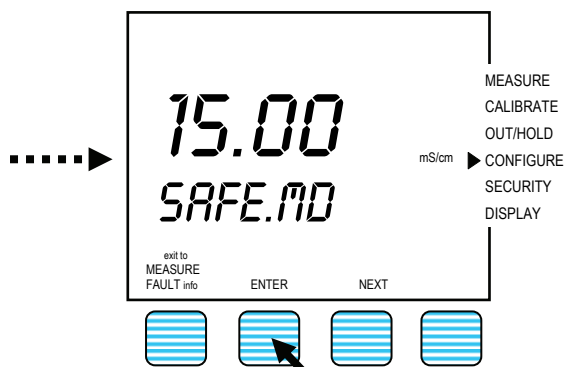 15.00
mS/cm
SAFE.MD
MEASURE
CALIBRATE
OUT/HOLD
CONFIGURE
SECURITY
DISPLAY
exit to
MEASURE
FAULT info
ENTER
NEXT